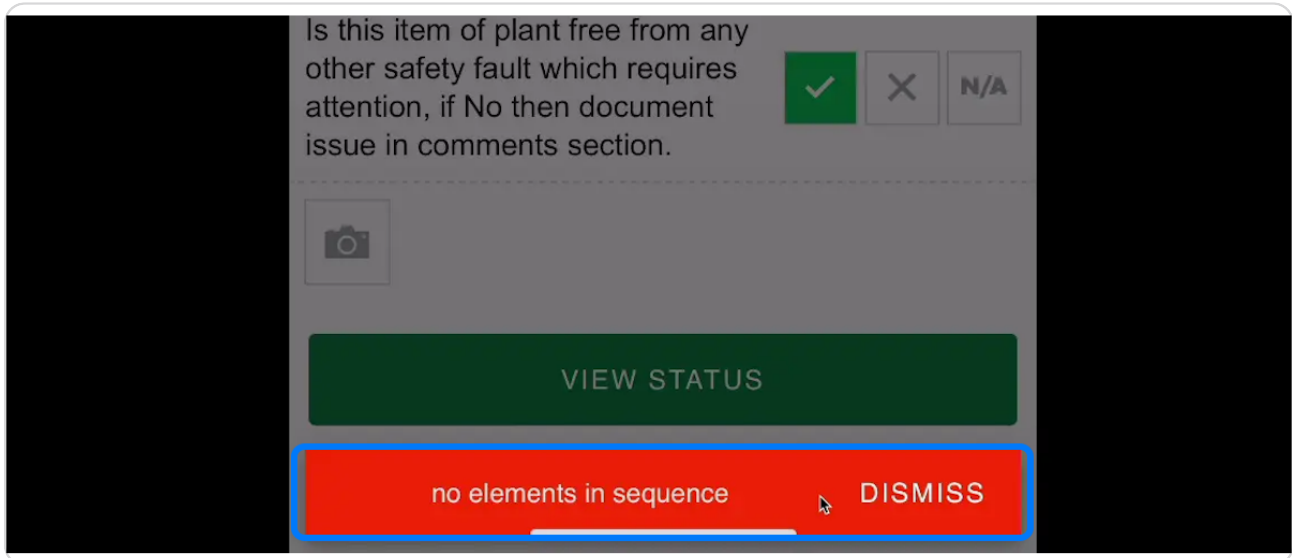 Is this item of plant free from any
other safety fault which requires
attention, if No then document
issue in comments section.
N/A
VIEW STATUS
no elements in sequence DISMISS